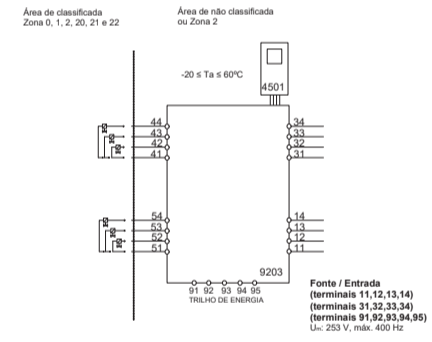 Área de classificada
Zona 0, 1, 2, 20, 21 e 22
Área de não classificada
ou Zona 2
-20 ≤ Ta ≤ 60ºC
4501
44
43
42
41
34
33
32
31
54
53
52
51
14
13
12
11
9203
91 92 93 94 95
TRILHO DE ENERGIA
Fonte / Entrada
(terminais 11,12,13,14)
(terminais 31,32,33,34)
(terminais 91,92,93,94,95)
Um: 253 V, máx. 400 Hz